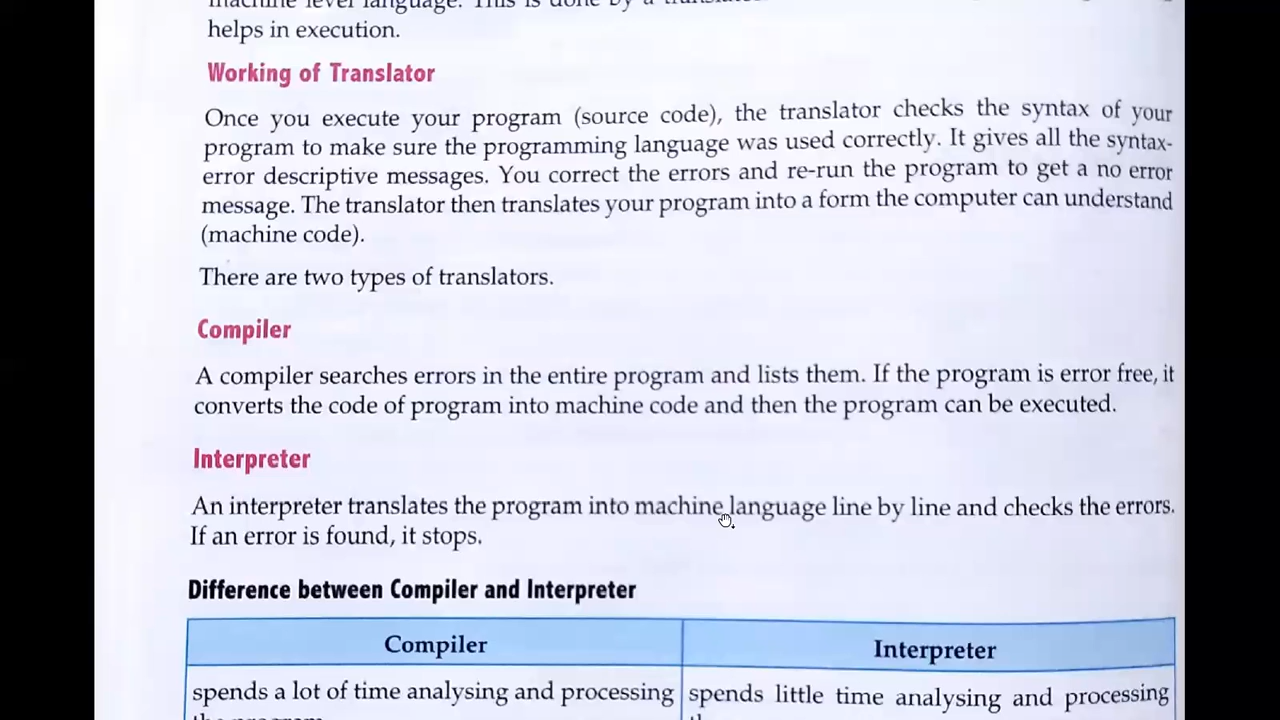 machine level language. This is done by a
helps in execution.
Working of Translator
Once you execute your program (source code), the translator checks the syntax of your
program to make sure the programming language was used correctly. It gives all the syntax-
error descriptive messages. You correct the errors and re-run the program to get a no error
message. The translator then translates your program into a form the computer can understand
(machine code).
There are two types of translators.
Compiler
A compiler searches errors in the entire program and lists them. If the program is error free, it
converts the code of program into machine code and then the program can be executed.
Interpreter
An interpreter translates the program into machine language line by line and checks the errors.
If an error is found, it stops.
Difference between Compiler and Interpreter
Compiler
Interpreter
spends a lot of time analysing and processing
spends little time analysing and processing